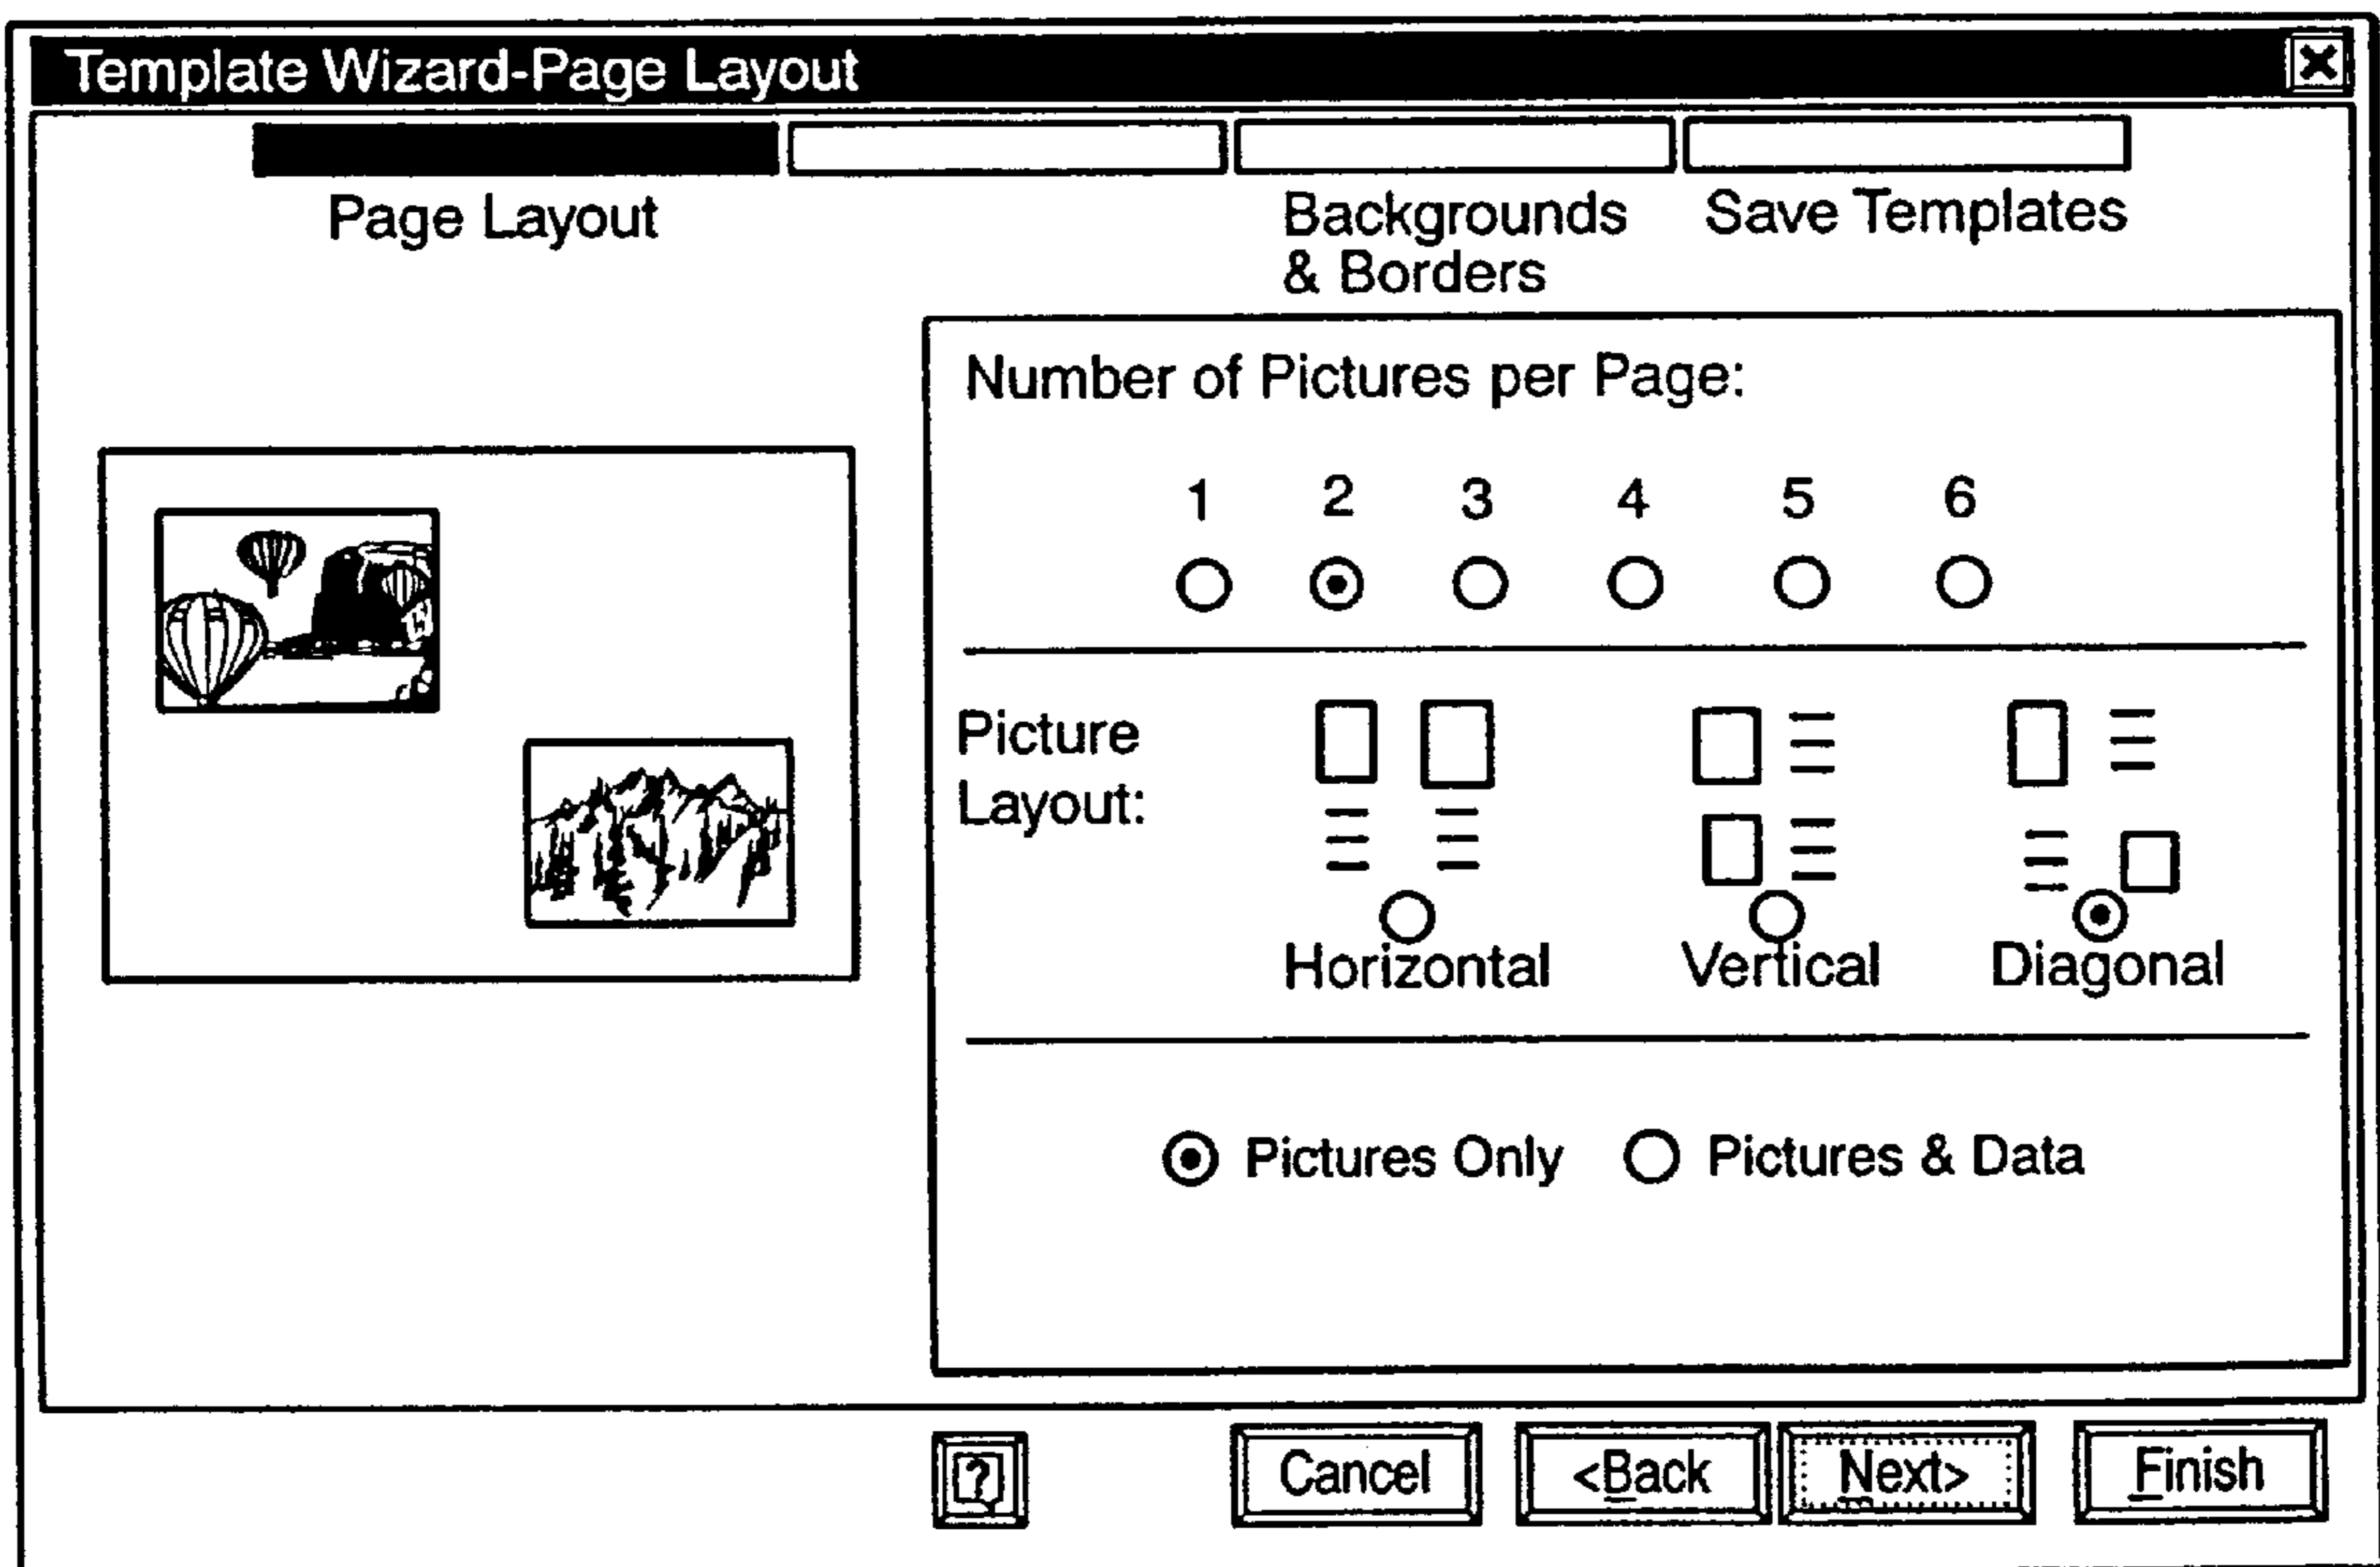 Template Wizard-Page Layout
Page Layout
Backgrounds
& Borders
Save Templates
Number of Pictures per Page:
1 2 3 4 5 6
Picture
Layout:
Horizontal Vertical Diagonal
Pictures Only Pictures & Data
? Cancel <Back Next> Finish